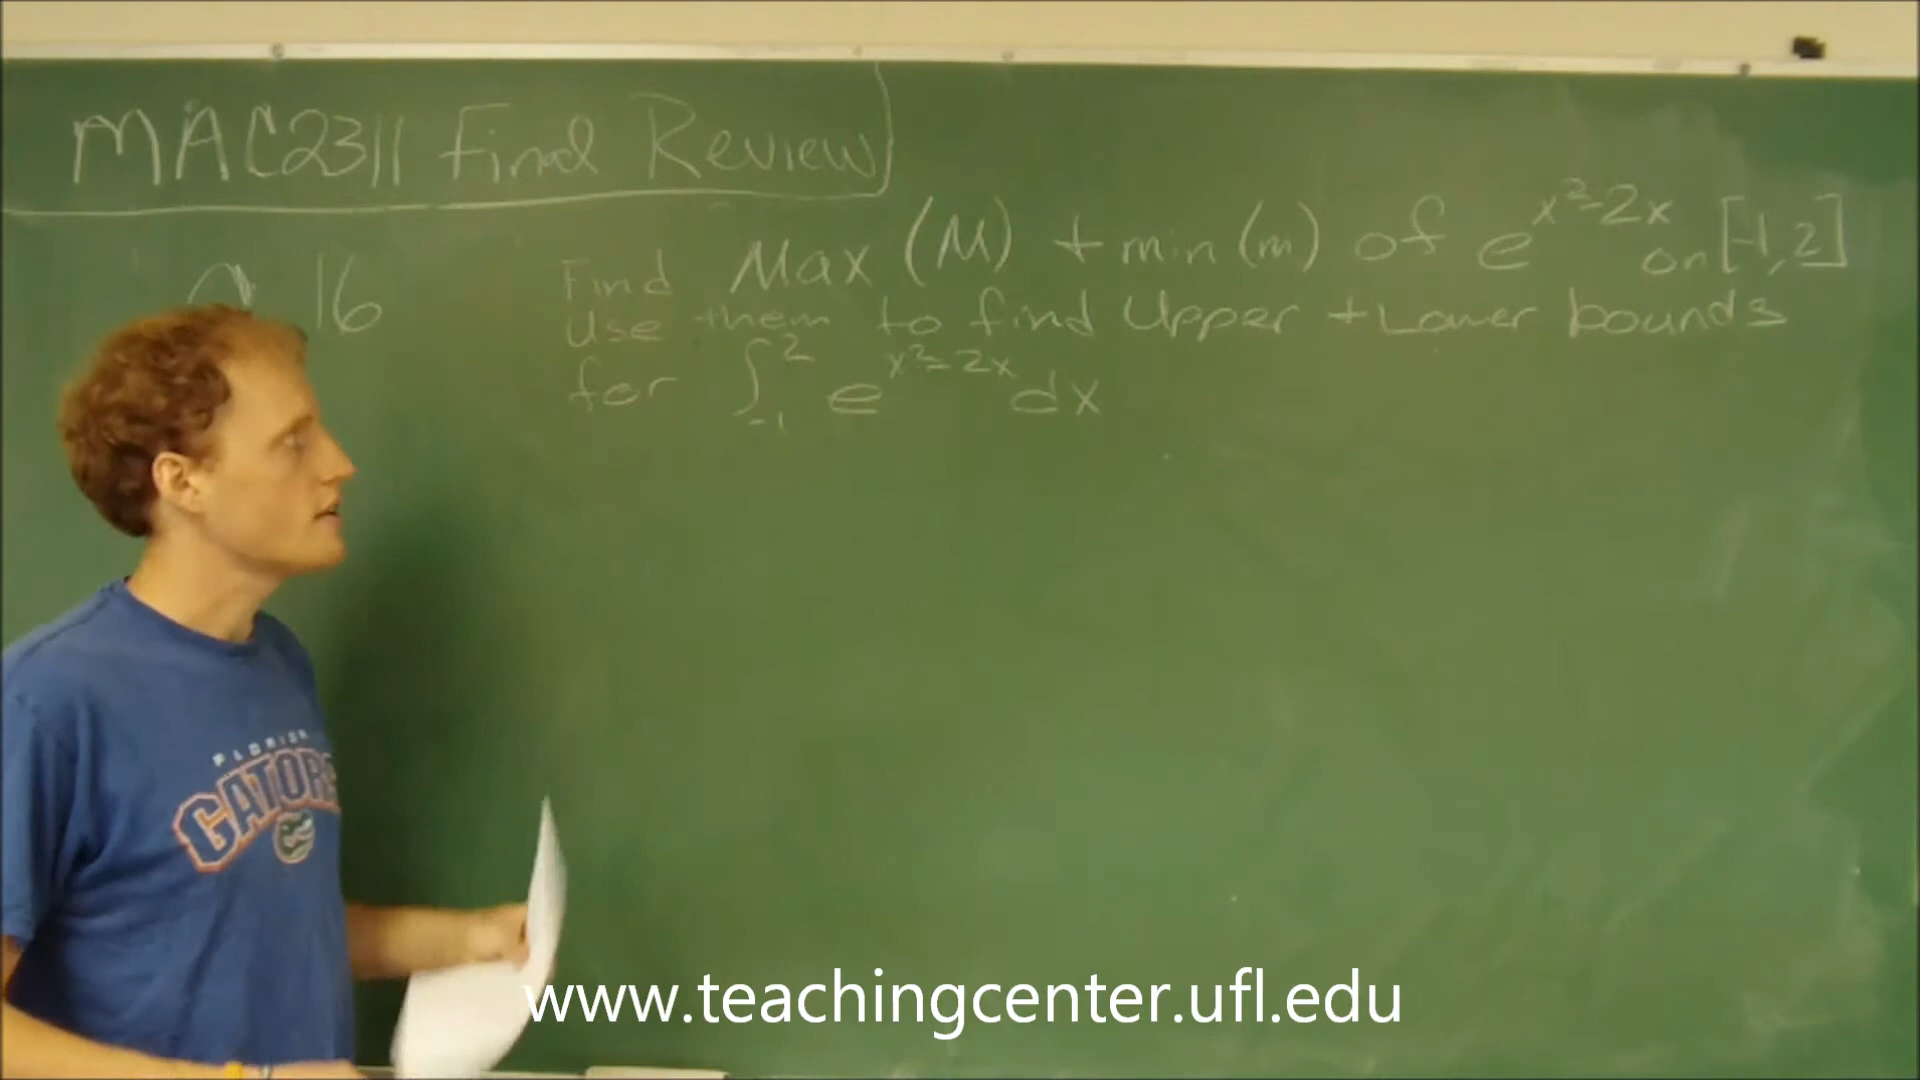 MAC2311 Final Review
16
Find Max (M) + min (m) of e^{x²-2x} on [-1,2]
Use them to find Upper + Lower bounds
for ∫_{-1}^{2} e^{x²-2x} dx
FLORIDA
GATORS
www.teachingcenter.ufl.edu